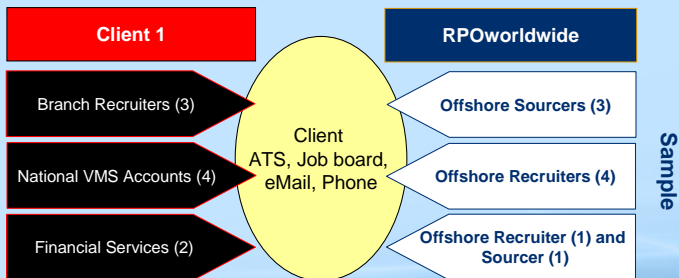 Client 1
RPOworldwide
Branch Recruiters (3)
National VMS Accounts (4)
Financial Services (2)
Client
ATS, Job board,
eMail, Phone
Offshore Sourcers (3)
Offshore Recruiters (4)
Offshore Recruiter (1) and
Sourcer (1)
Sample